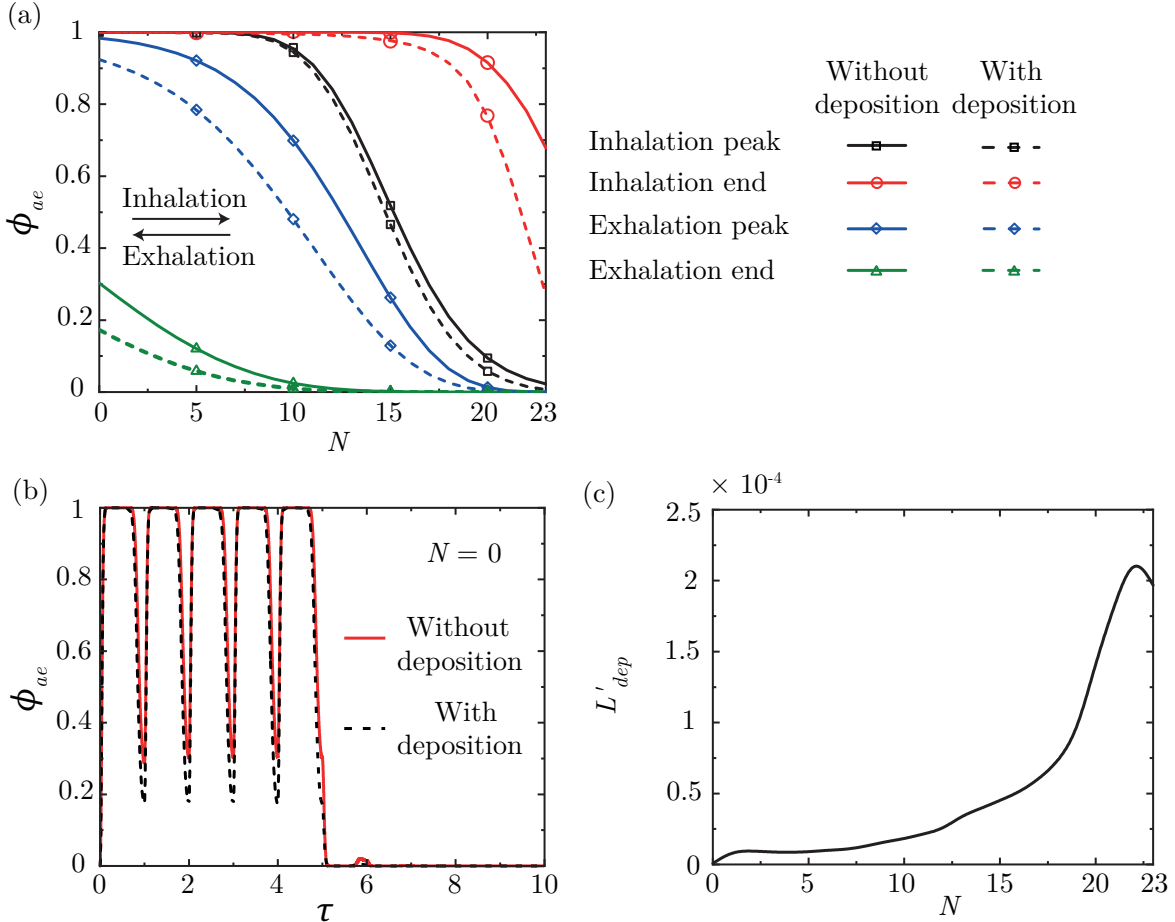 (a)
1
0.8
0.6
0.4
0.2
0
ϕae
Inhalation
Exhalation
0 5 10 15 20 23
N
Without deposition
With deposition
Inhalation peak
Inhalation end
Exhalation peak
Exhalation end
(b)
1
0.8
0.6
0.4
0.2
0
ϕae
N = 0
Without
deposition
With
deposition
0 2 4 6 8 10
τ
(c)
× 10-4
2.5
2
1.5
1
0.5
0
L'dep
0 5 10 15 20 23
N